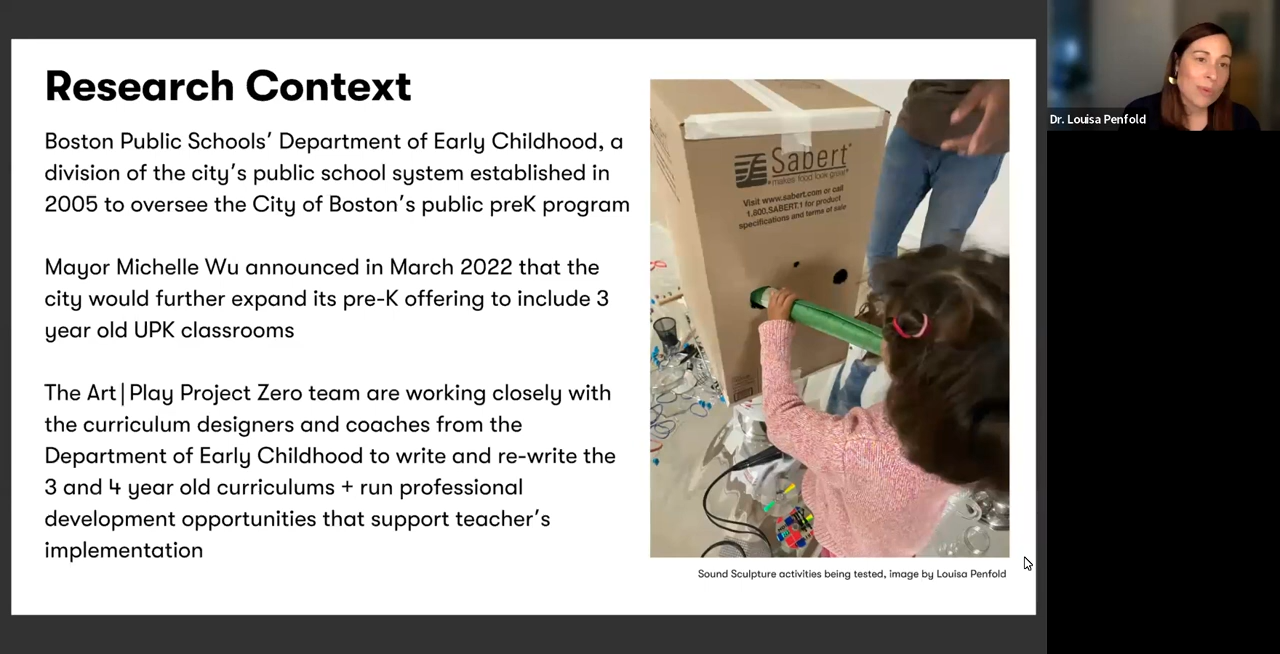 Research Context
Boston Public Schools' Department of Early Childhood, a
division of the city's public school system established in
2005 to oversee the City of Boston's public preK program
Mayor Michelle Wu announced in March 2022 that the
city would further expand its pre-K offering to include 3
year old UPK classrooms
The Art|Play Project Zero team are working closely with
the curriculum designers and coaches from the
Department of Early Childhood to write and re-write the
3 and 4 year old curriculums + run professional
development opportunities that support teacher's
implementation
Sabert
makes food look great
Visit www.sabert.com or call
1.800.SABERT.1 for product
specifications and terms of sale
Sound Sculpture activities being tested, image by Louisa Penfold
Dr. Louisa Penfold